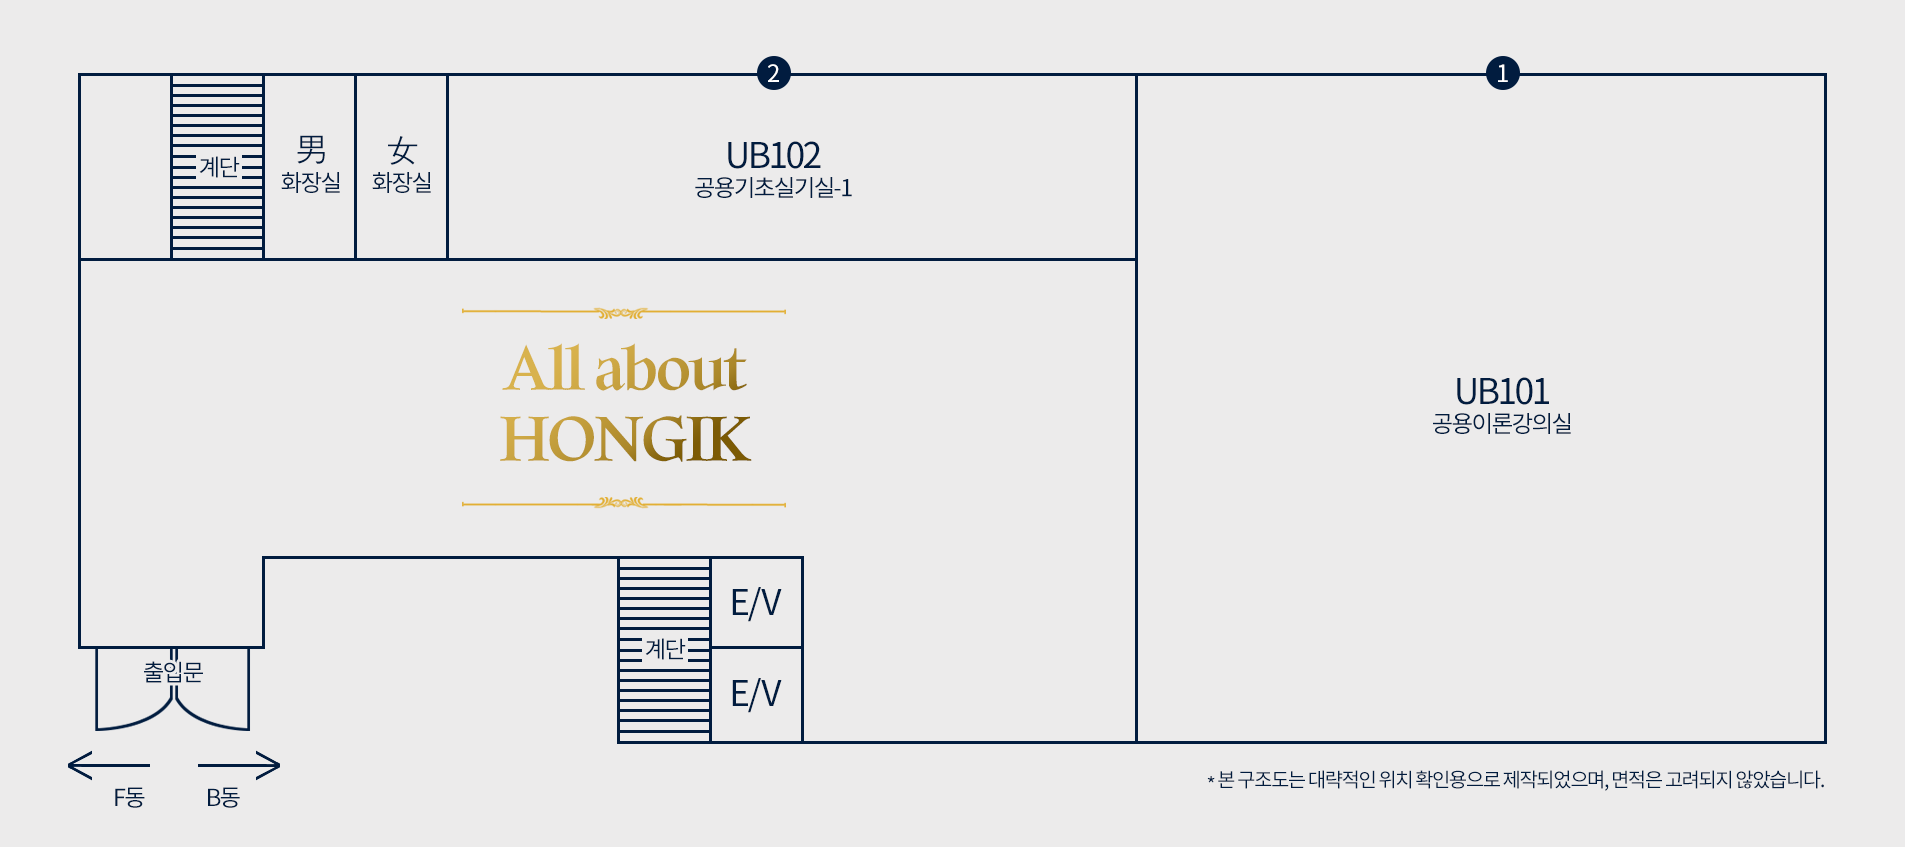 2
1
계단
男
화장실
女
화장실
UB102
공용기초실기실-1
All about
HONGIK
UB101
공용이론강의실
E/V
계단
E/V
출입문
F동
B동
* 본 구조도는 대략적인 위치 확인용으로 제작되었으며, 면적은 고려되지 않았습니다.